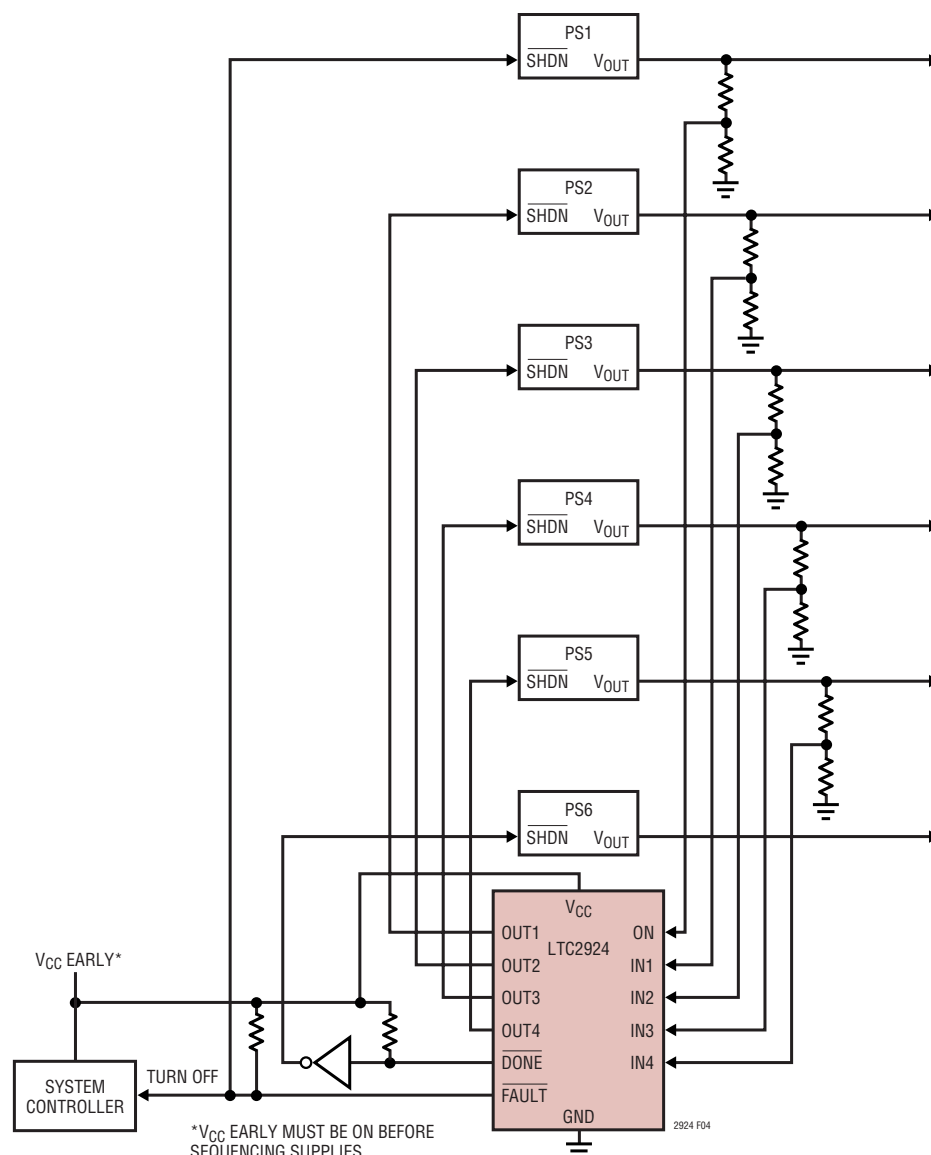 PS1
SHDN VOUT
PS2
SHDN VOUT
PS3
SHDN VOUT
PS4
SHDN VOUT
PS5
SHDN VOUT
PS6
SHDN VOUT
VCC
OUT1 ON
LTC2924
OUT2 IN1
OUT3 IN2
OUT4 IN3
DONE IN4
FAULT
GND
VCC EARLY*
SYSTEM
CONTROLLER
TURN OFF
*VCC EARLY MUST BE ON BEFORE
SEQUENCING SUPPLIES
2924 F04